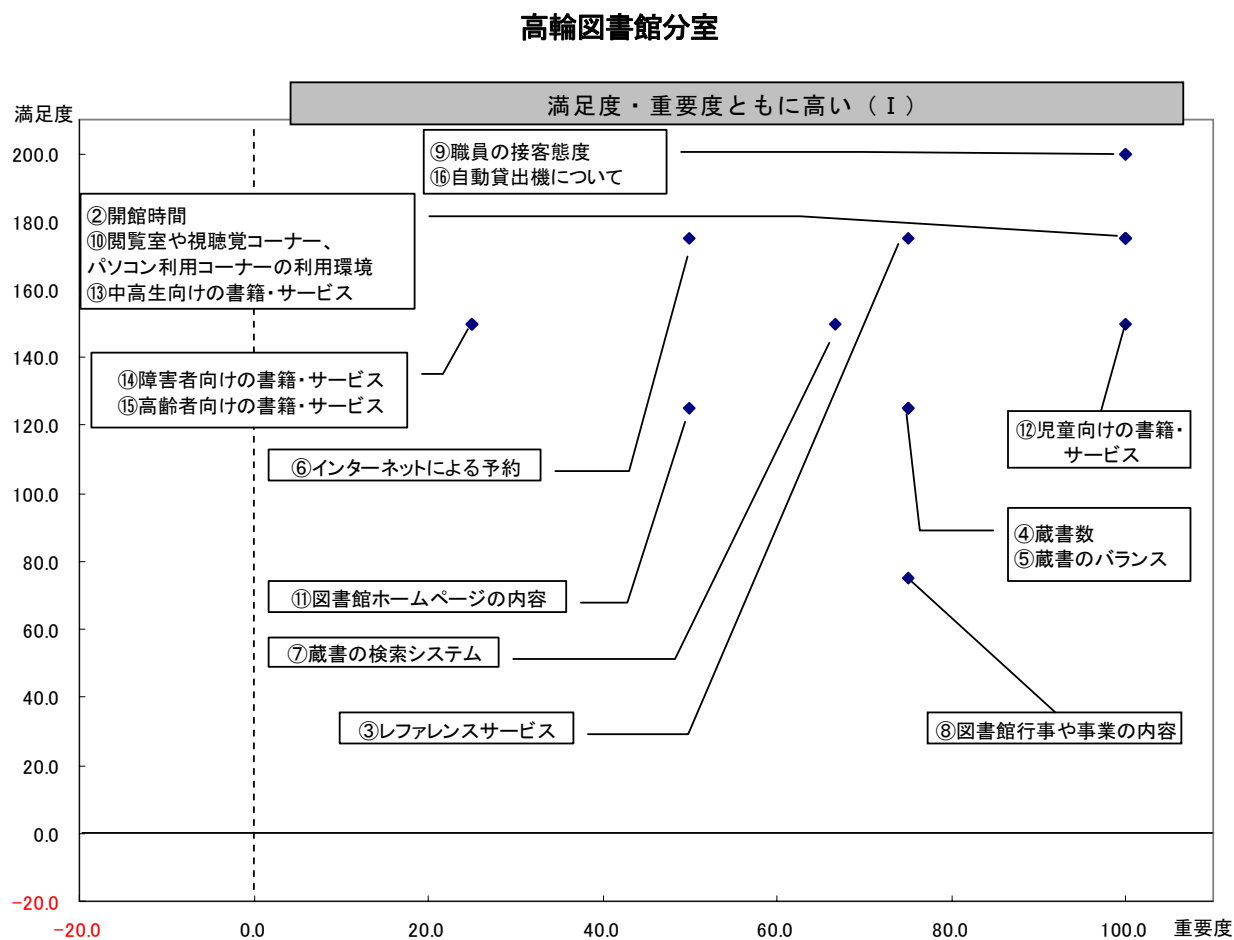 高輪図書館分室
満足度・重要度ともに高い（Ⅰ）
満足度
200.0
180.0
160.0
140.0
120.0
100.0
80.0
60.0
40.0
20.0
0.0
-20.0
⑨職員の接客態度
⑯自動貸出機について
②開館時間
⑩閲覧室や視聴覚コーナー、
パソコン利用コーナーの利用環境
⑬中高生向けの書籍・サービス
⑭障害者向けの書籍・サービス
⑮高齢者向けの書籍・サービス
⑫児童向けの書籍・
サービス
⑥インターネットによる予約
④蔵書数
⑤蔵書のバランス
⑪図書館ホームページの内容
⑦蔵書の検索システム
③レファレンスサービス
⑧図書館行事や事業の内容
-20.0
0.0
20.0
40.0
60.0
80.0
100.0
重要度